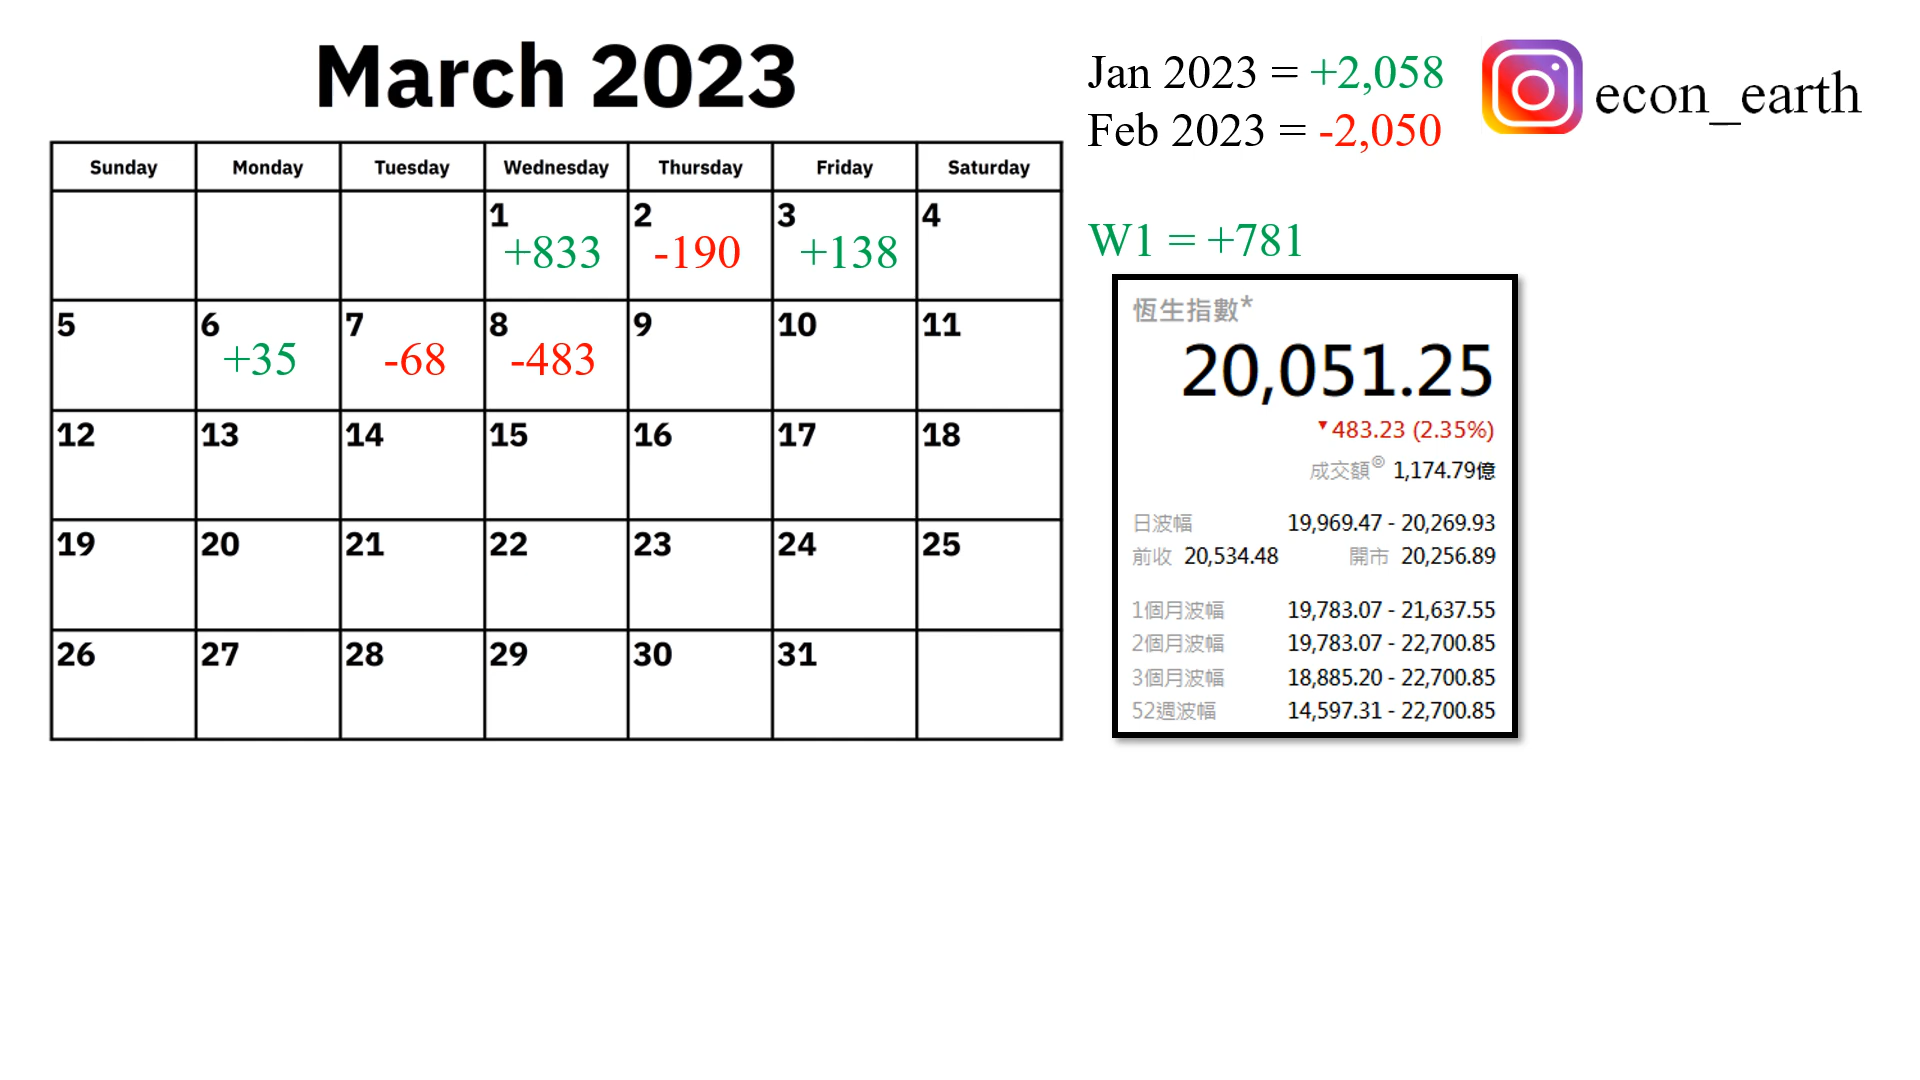 March 2023
Sunday Monday Tuesday Wednesday Thursday Friday Saturday
1 2 3 4
+833 -190 +138
5 6 7 8 9 10 11
+35 -68 -483
12 13 14 15 16 17 18
19 20 21 22 23 24 25
26 27 28 29 30 31
Jan 2023 = +2,058
Feb 2023 = -2,050
econ_earth
W1 = +781
恆生指數*
20,051.25
▼483.23 (2.35%)
成交額◎ 1,174.79億
日波幅 19,969.47 - 20,269.93
前收 20,534.48 開市 20,256.89
1個月波幅 19,783.07 - 21,637.55
2個月波幅 19,783.07 - 22,700.85
3個月波幅 18,885.20 - 22,700.85
52週波幅 14,597.31 - 22,700.85